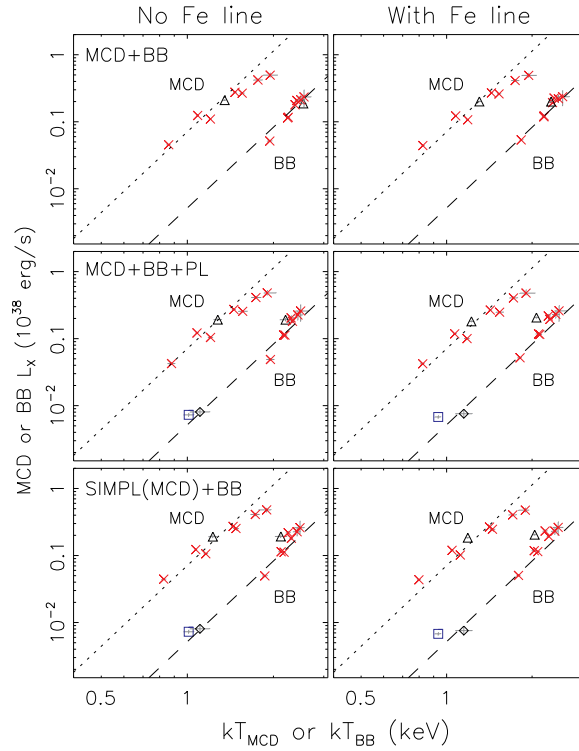 No Fe line With Fe line
MCD+BB
MCD MCD
BB BB
1
0.1
10⁻²
MCD+BB+PL
MCD MCD
BB BB
1
0.1
10⁻²
SIMPL(MCD)+BB
MCD MCD
BB BB
1
0.1
10⁻²
MCD or BB Lₓ (10³⁸ erg/s)
0.5 1 2 0.5 1 2
kT_MCD or kT_BB (keV)